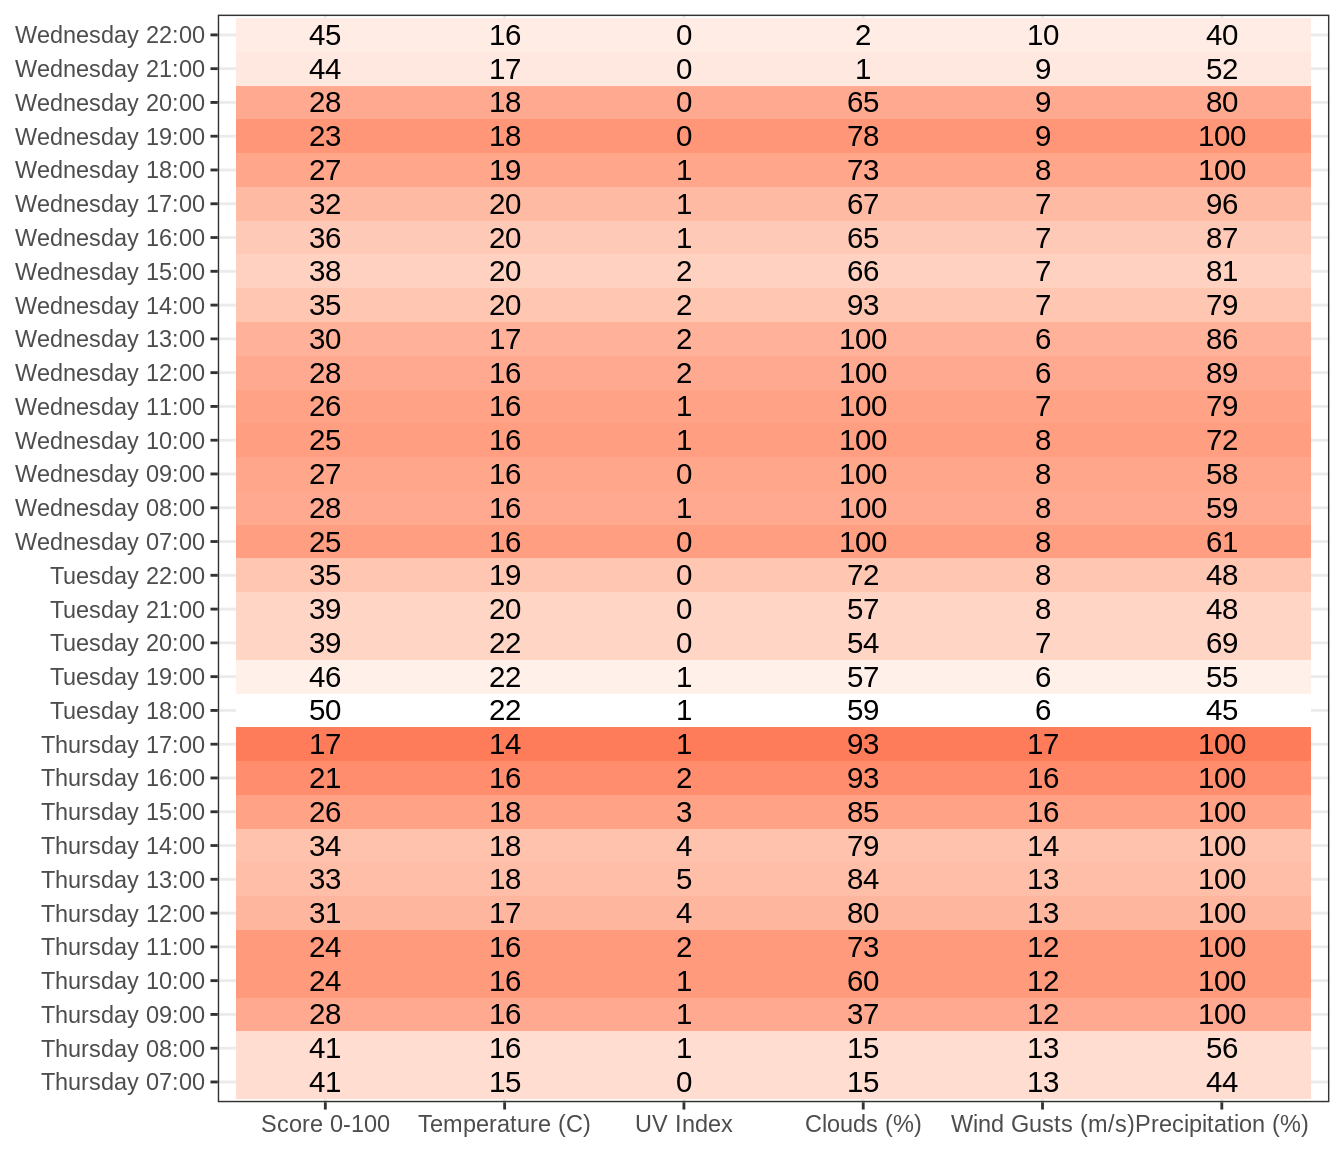 Wednesday 22:00 45 16 0 2 10 40
Wednesday 21:00 44 17 0 1 9 52
Wednesday 20:00 28 18 0 65 9 80
Wednesday 19:00 23 18 0 78 9 100
Wednesday 18:00 27 19 1 73 8 100
Wednesday 17:00 32 20 1 67 7 96
Wednesday 16:00 36 20 1 65 7 87
Wednesday 15:00 38 20 2 66 7 81
Wednesday 14:00 35 20 2 93 7 79
Wednesday 13:00 30 17 2 100 6 86
Wednesday 12:00 28 16 2 100 6 89
Wednesday 11:00 26 16 1 100 7 79
Wednesday 10:00 25 16 1 100 8 72
Wednesday 09:00 27 16 0 100 8 58
Wednesday 08:00 28 16 1 100 8 59
Wednesday 07:00 25 16 0 100 8 61
Tuesday 22:00 35 19 0 72 8 48
Tuesday 21:00 39 20 0 57 8 48
Tuesday 20:00 39 22 0 54 7 69
Tuesday 19:00 46 22 1 57 6 55
Tuesday 18:00 50 22 1 59 6 45
Thursday 17:00 17 14 1 93 17 100
Thursday 16:00 21 16 2 93 16 100
Thursday 15:00 26 18 3 85 16 100
Thursday 14:00 34 18 4 79 14 100
Thursday 13:00 33 18 5 84 13 100
Thursday 12:00 31 17 4 80 13 100
Thursday 11:00 24 16 2 73 12 100
Thursday 10:00 24 16 1 60 12 100
Thursday 09:00 28 16 1 37 12 100
Thursday 08:00 41 16 1 15 13 56
Thursday 07:00 41 15 0 15 13 44
Score 0-100 Temperature (C) UV Index Clouds (%) Wind Gusts (m/s) Precipitation (%)